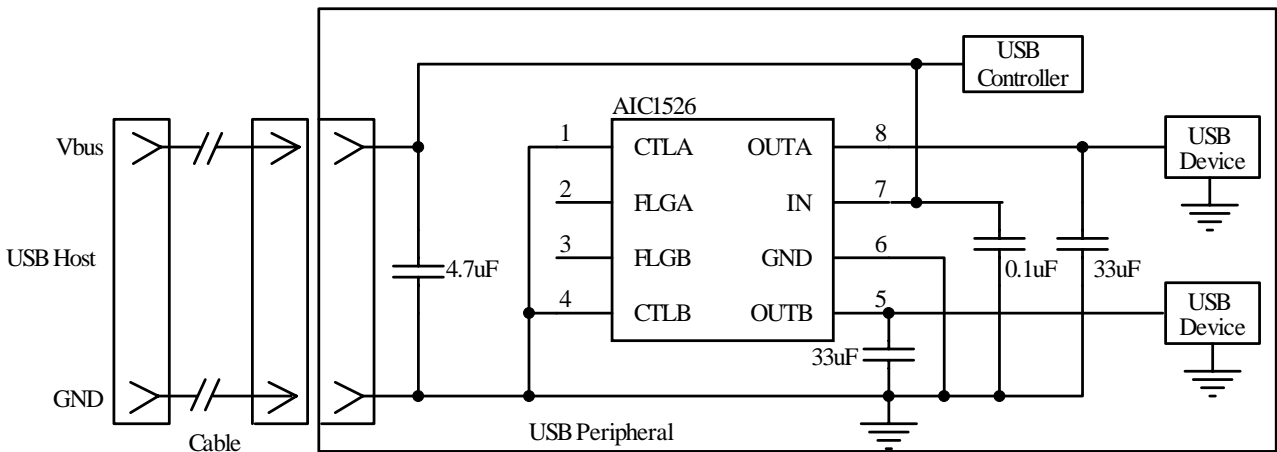 USB
Controller
AIC1526
Vbus
1
CTLA
OUTA
8
USB
Device
2
FLGA
IN
7
USB Host
3
FLGB
GND
6
4.7uF
0.1uF
33uF
4
CTLB
OUTB
5
USB
Device
33uF
GND
Cable
USB Peripheral